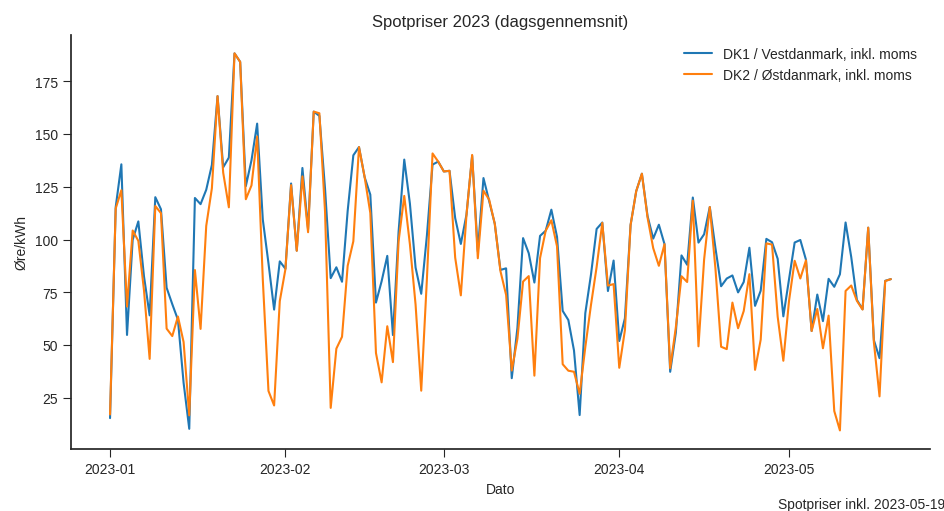 Spotpriser 2023 (dagsgennemsnit)
DK1 / Vestdanmark, inkl. moms
DK2 / Østdanmark, inkl. moms
175
150
125
100
75
50
25
Øre/kWh
2023-01
2023-02
2023-03
2023-04
2023-05
Dato
Spotpriser inkl. 2023-05-19